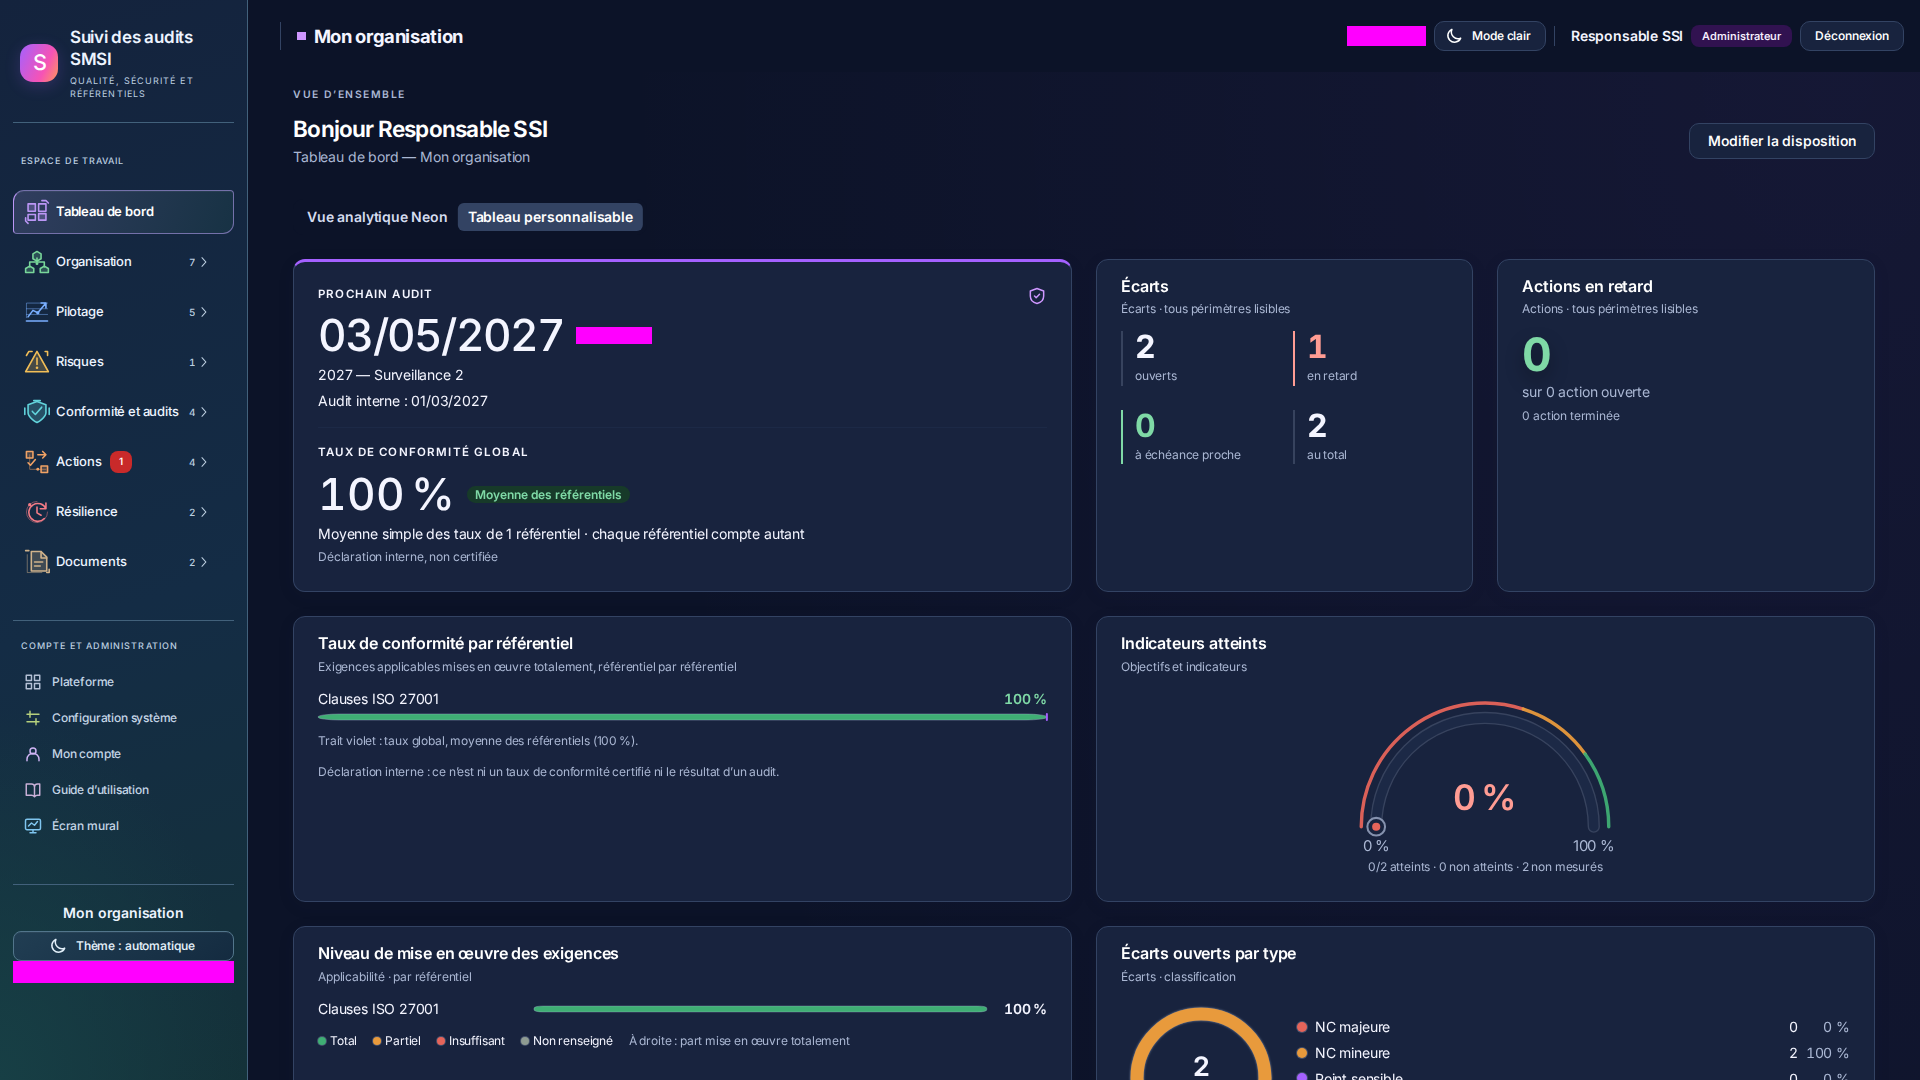 S
Suivi des audits
SMSI
QUALITÉ, SÉCURITÉ ET
RÉFÉRENTIELS
ESPACE DE TRAVAIL
Tableau de bord
Organisation 7
Pilotage 5
Risques 1
Conformité et audits 4
Actions 1 4
Résilience 2
Documents 2
COMPTE ET ADMINISTRATION
Plateforme
Configuration système
Mon compte
Guide d’utilisation
Écran mural
Mon organisation
Thème : automatique
Mon organisation
Mode clair
Responsable SSI
Administrateur
Déconnexion
VUE D’ENSEMBLE
Bonjour Responsable SSI
Tableau de bord — Mon organisation
Modifier la disposition
Vue analytique Neon
Tableau personnalisable
PROCHAIN AUDIT
03/05/2027
2027 — Surveillance 2
Audit interne : 01/03/2027
TAUX DE CONFORMITÉ GLOBAL
100 % Moyenne des référentiels
Moyenne simple des taux de 1 référentiel · chaque référentiel compte autant
Déclaration interne, non certifiée
Écarts
Écarts · tous périmètres lisibles
2
ouverts
1
en retard
0
à échéance proche
2
au total
Actions en retard
Actions · tous périmètres lisibles
0
sur 0 action ouverte
0 action terminée
Taux de conformité par référentiel
Exigences applicables mises en œuvre totalement, référentiel par référentiel
Clauses ISO 27001 100 %
Trait violet : taux global, moyenne des référentiels (100 %).
Déclaration interne : ce n’est ni un taux de conformité certifié ni le résultat d’un audit.
Indicateurs atteints
Objectifs et indicateurs
0 %
0 % 100 %
0/2 atteints · 0 non atteints · 2 non mesurés
Niveau de mise en œuvre des exigences
Applicabilité · par référentiel
Clauses ISO 27001 100 %
Total Partiel Insuffisant Non renseigné À droite : part mise en œuvre totalement
Écarts ouverts par type
Écarts · classification
2
NC majeure 0 0 %
NC mineure 2 100 %
Point sensible 0 0 %